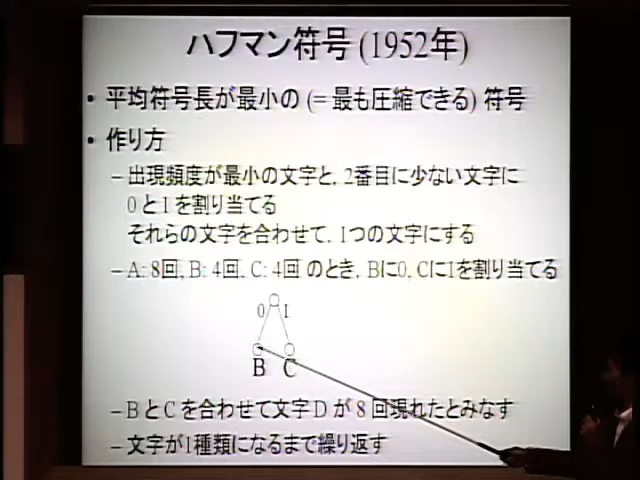 ハフマン符号 (1952年)
• 平均符号長が最小の (= 最も圧縮できる) 符号
• 作り方
– 出現頻度が最小の文字と, 2番目に少ない文字に
0 と 1 を割り当てる
それらの文字を合わせて, 1つの文字にする
– A: 8回, B: 4回, C: 4回 のとき, Bに0, Cに1を割り当てる
0 1
B C
– B と C を合わせて文字 D が 8 回現れたとみなす
– 文字が1種類になるまで繰り返す